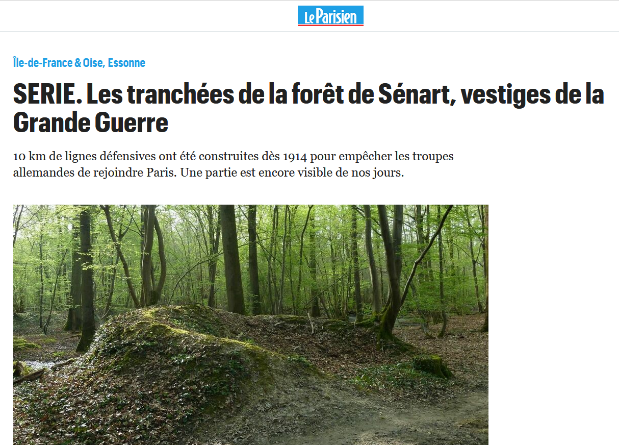 Le Parisien
Île-de-France & Oise, Essonne
SERIE. Les tranchées de la forêt de Sénart, vestiges de la
Grande Guerre
10 km de lignes défensives ont été construites dès 1914 pour empêcher les troupes
allemandes de rejoindre Paris. Une partie est encore visible de nos jours.